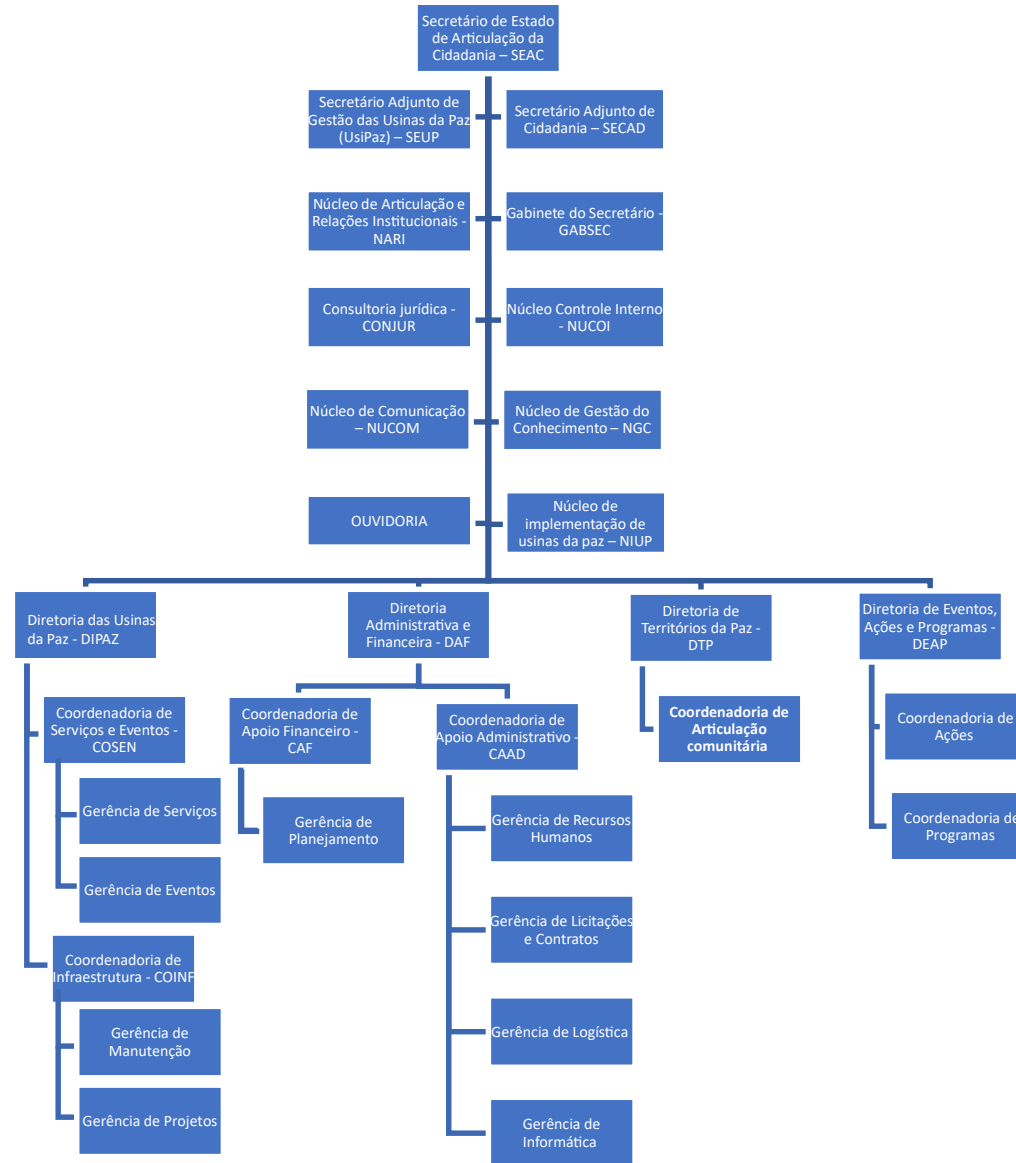 Secretário de Estado
de Articulação da
Cidadania – SEAC
Secretário Adjunto de
Gestão das Usinas da Paz
(UsiPaz) – SEUP
Secretário Adjunto de
Cidadania – SECAD
Núcleo de Articulação e
Relações Institucionais -
NARI
Gabinete do Secretário -
GABSEC
Consultoria jurídica -
CONJUR
Núcleo Controle Interno
- NUCOI
Núcleo de Comunicação
– NUCOM
Núcleo de Gestão do
Conhecimento – NGC
OUVIDORIA
Núcleo de
implementação de
usinas da paz – NIUP
Diretoria das Usinas
da Paz - DIPAZ
Diretoria
Administrativa e
Financeira - DAF
Diretoria de
Territórios da Paz -
DTP
Diretoria de Eventos,
Ações e Programas -
DEAP
Coordenadoria de
Serviços e Eventos -
COSEN
Coordenadoria de
Apoio Financeiro -
CAF
Coordenadoria de
Apoio Administrativo -
CAAD
Coordenadoria de
Articulação
comunitária
Coordenadoria de
Ações
Gerência de Serviços
Gerência de
Planejamento
Gerência de Recursos
Humanos
Coordenadoria de
Programas
Gerência de Eventos
Gerência de Licitações
e Contratos
Coordenadoria de
Infraestrutura - COINF
Gerência de
Manutenção
Gerência de Logística
Gerência de Projetos
Gerência de
Informática